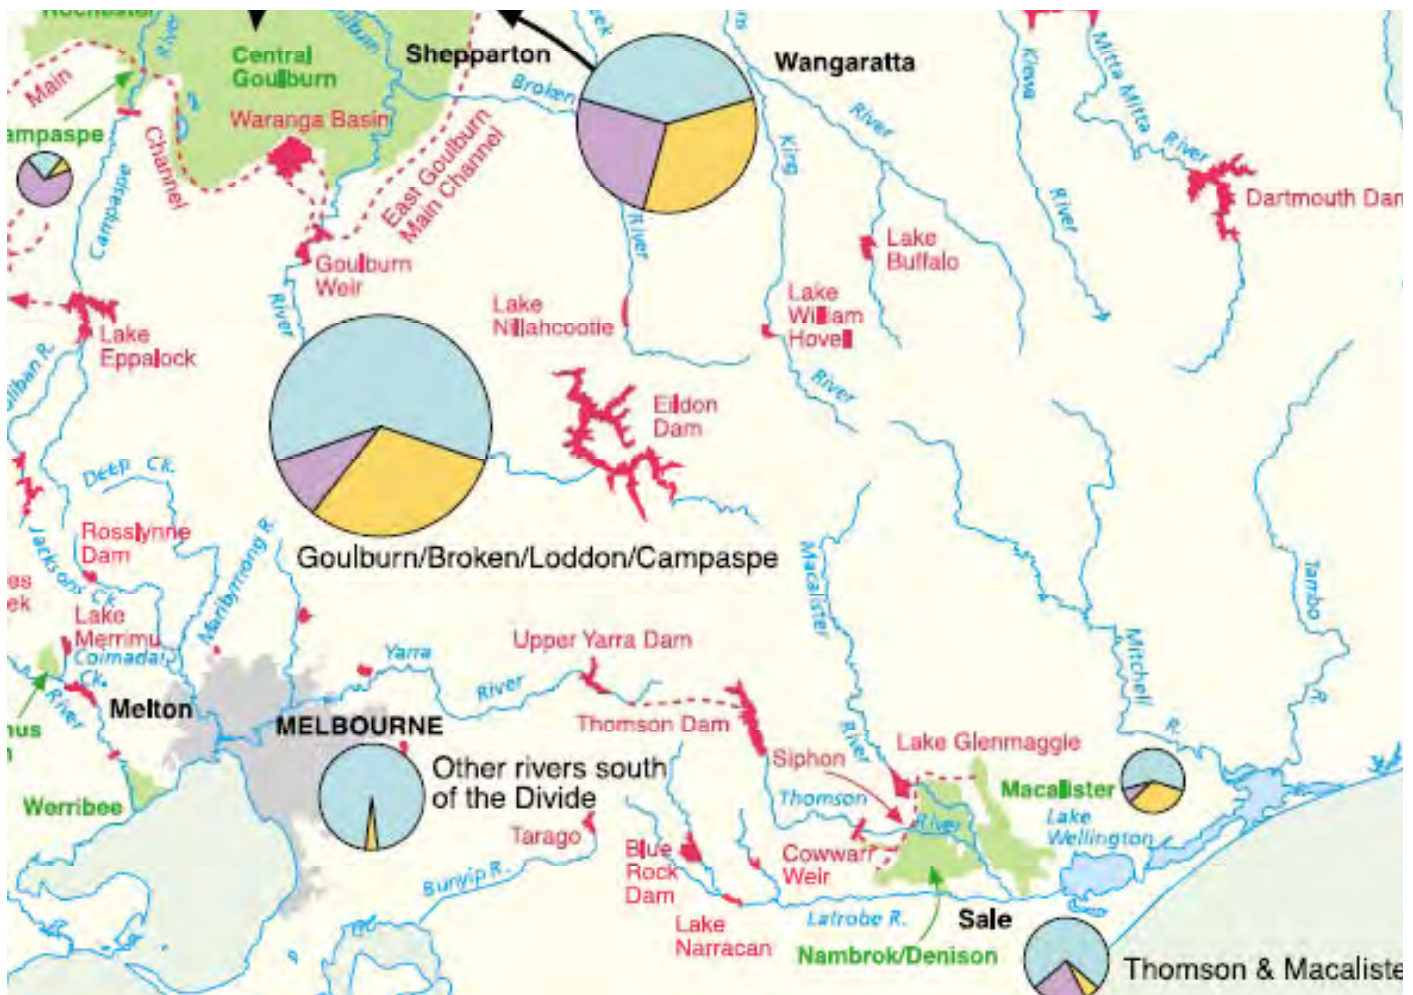 Rochester
River
Goulburn
Creek
Shepparton
Wangaratta
Central
Goulburn
Main
Broken
River
Kiewa
Mitta Mitta
River
Waranga Basin
Campaspe
Channel
East Goulburn
Main Channel
King
River
River
Dartmouth Dam
Campaspe
Goulburn
Weir
River
Lake
Buffalo
Lake
Nillahcootie
Lake
William
Hovell
River
Lake
Eppalock
Eildon
Dam
Deep Ck.
Goulburn/Broken/Loddon/Campaspe
Rosslynne
Dam
Jacksons Ck.
Maribyrnong R.
Macalister
Tambo
R.
Lake
Merrimu
Coimadai
Ck.
River
Upper Yarra Dam
Yarra
River
Mitchell
R.
Melton
MELBOURNE
Thomson Dam
Siphon
River
Lake Glenmaggie
Other rivers south
of the Divide
Werribee
Tarago
Thomson
River
Macalister
Lake
Wellington
Bunyip R.
Blue
Rock
Dam
Cowwarr
Weir
Lake
Narracan
Latrobe R.
Sale
Nambrok/Denison
Thomson & Macaliste